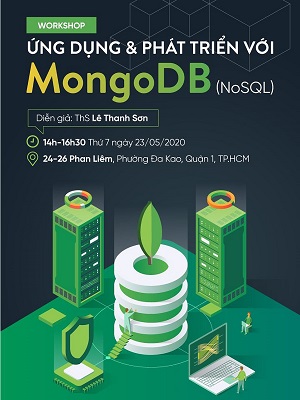 WORKSHOP
ỨNG DỤNG & PHÁT TRIỂN VỚI
MongoDB (NoSQL)
Diễn giả: ThS Lê Thanh Sơn
14h-16h30 Thứ 7 ngày 23/05/2020
24-26 Phan Liêm, Phường Đa Kao, Quận 1, TP.HCM